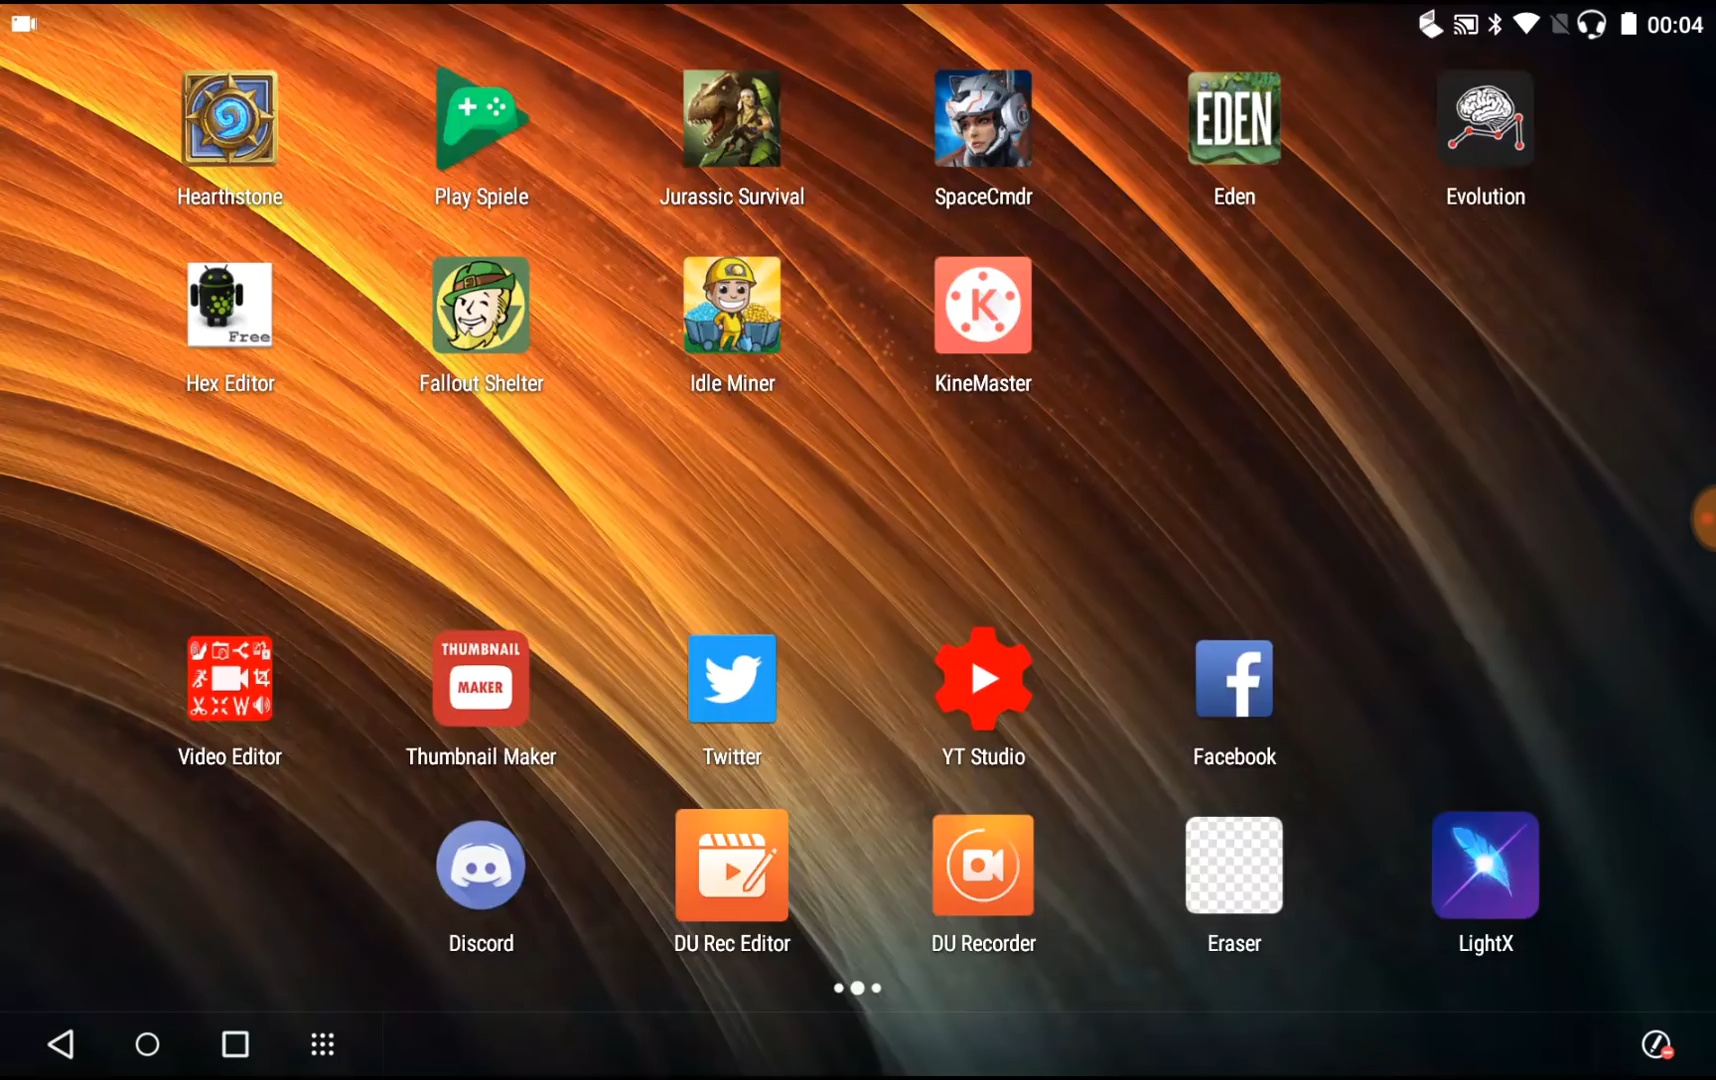 00:04
EDEN
Hearthstone
Play Spiele
Jurassic Survival
SpaceCmdr
Eden
Evolution
Free
K
Hex Editor
Fallout Shelter
Idle Miner
KineMaster
THUMBNAIL
MAKER
W
f
Video Editor
Thumbnail Maker
Twitter
YT Studio
Facebook
Discord
DU Rec Editor
DU Recorder
Eraser
LightX